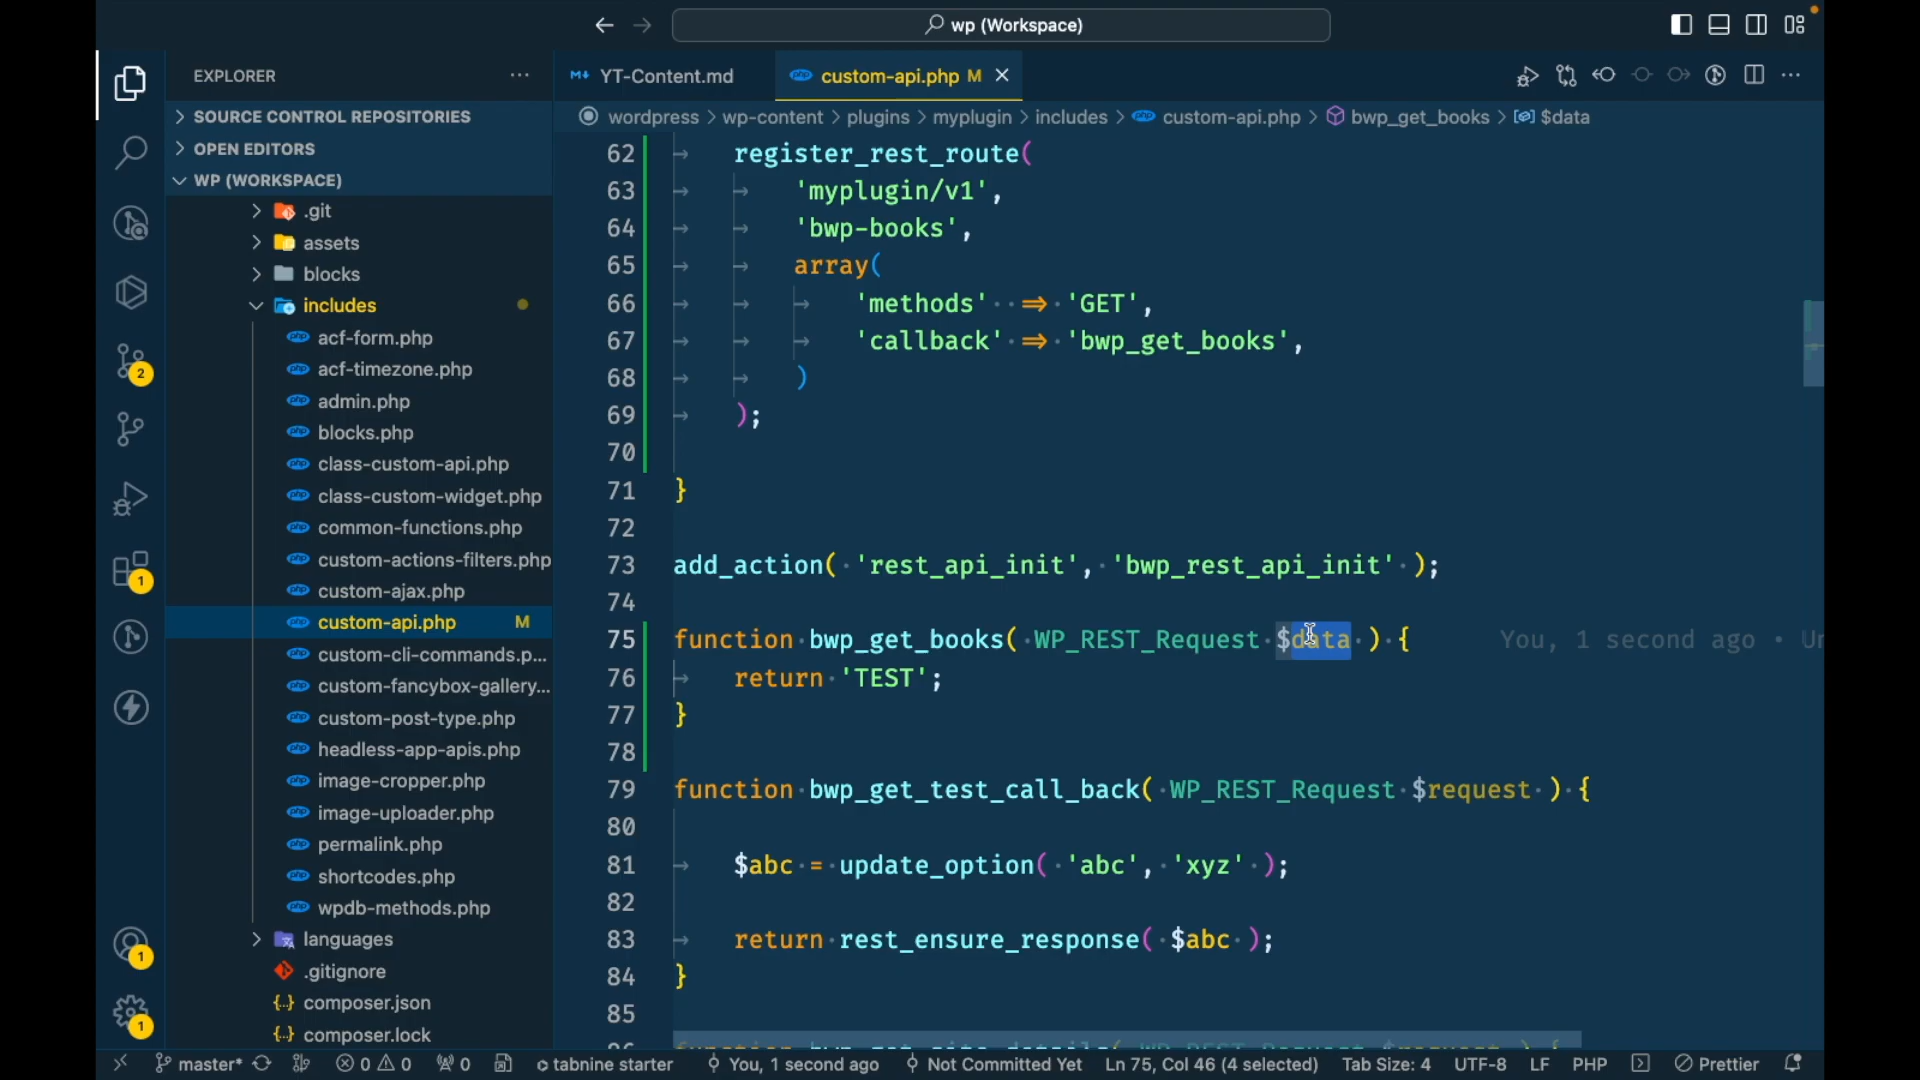 wp (Workspace)
EXPLORER
YT-Content.md
custom-api.php M
SOURCE CONTROL REPOSITORIES
OPEN EDITORS
WP (WORKSPACE)
.git
assets
blocks
includes
acf-form.php
acf-timezone.php
admin.php
blocks.php
class-custom-api.php
class-custom-widget.php
common-functions.php
custom-actions-filters.php
custom-ajax.php
custom-api.php M
custom-cli-commands.p...
custom-fancybox-gallery...
custom-post-type.php
headless-app-apis.php
image-cropper.php
image-uploader.php
permalink.php
shortcodes.php
wpdb-methods.php
languages
.gitignore
{..} composer.json
{..} composer.lock
2
1
1
1
wordpress > wp-content > plugins > myplugin > includes > custom-api.php > bwp_get_books > $data
62 register_rest_route(
63 'myplugin/v1',
64 'bwp-books',
65 array(
66 'methods' => 'GET',
67 'callback' => 'bwp_get_books',
68 )
69 );
70
71 }
72
73 add_action( 'rest_api_init', 'bwp_rest_api_init' );
74
75 function bwp_get_books( WP_REST_Request $data ) { You, 1 second ago •
76 return 'TEST';
77 }
78
79 function bwp_get_test_call_back( WP_REST_Request $request ) {
80
81 $abc = update_option( 'abc', 'xyz' );
82
83 return rest_ensure_response( $abc );
84 }
85
master* 0 0 0 tabnine starter You, 1 second ago Not Committed Yet Ln 75, Col 46 (4 selected) Tab Size: 4 UTF-8 LF PHP Prettier